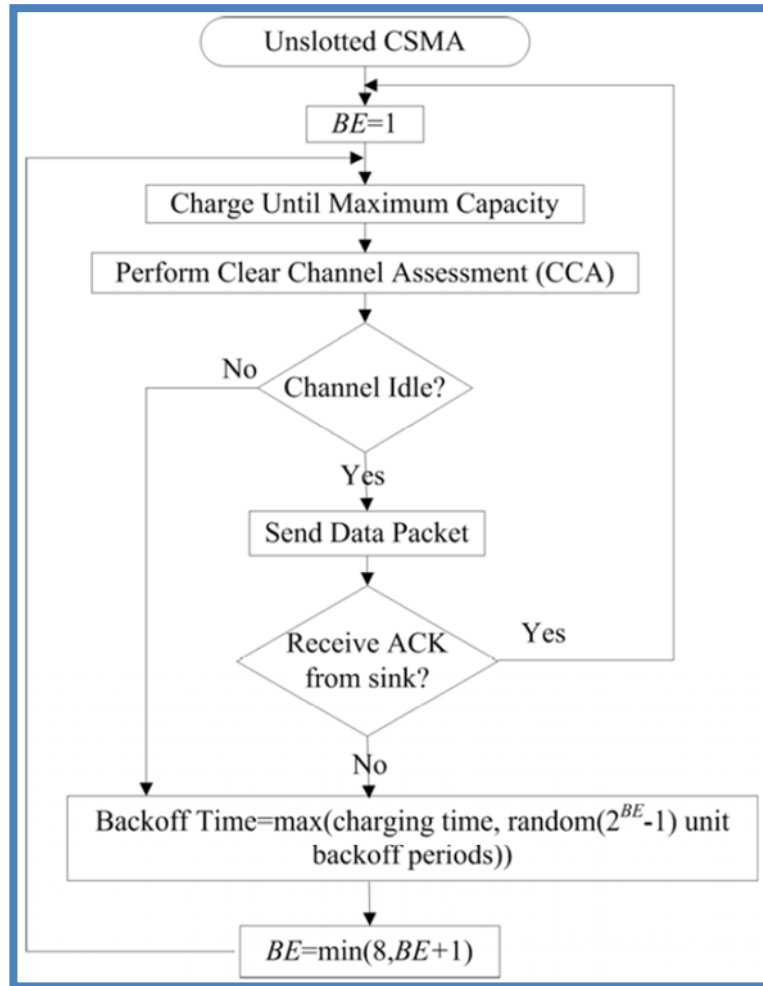 Unslotted CSMA
BE=1
Charge Until Maximum Capacity
Perform Clear Channel Assessment (CCA)
No
Channel Idle?
Yes
Send Data Packet
Receive ACK
from sink?
Yes
No
Backoff Time=max(charging time, random(2^BE-1) unit
backoff periods))
BE=min(8,BE+1)